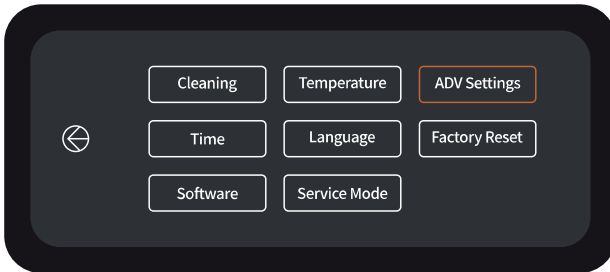 Cleaning
Temperature
ADV Settings
Time
Language
Factory Reset
Software
Service Mode